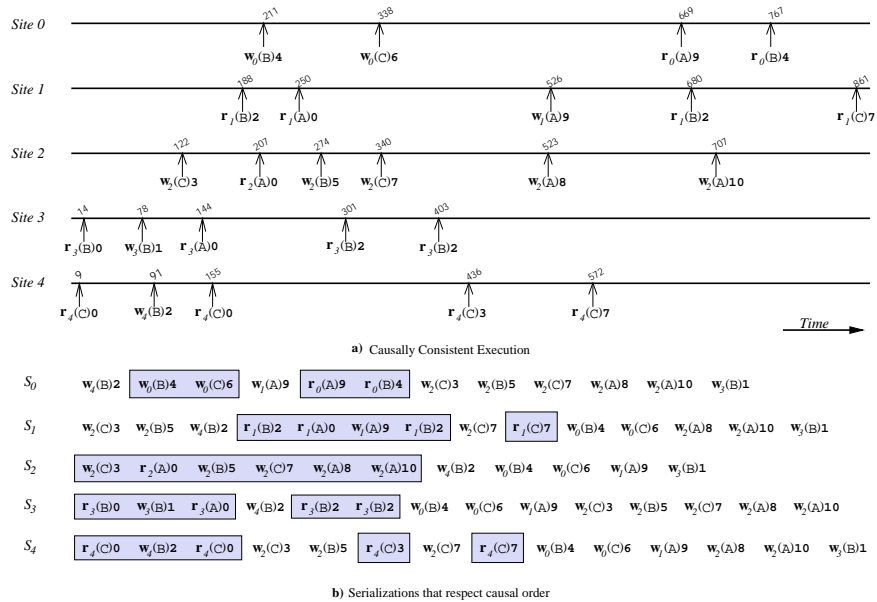 Site 0 211 338 669 767
w0(B)4 w0(C)6 r0(A)9 r0(B)4
Site 1 188 250 526 680 861
r1(B)2 r1(A)0 w1(A)9 r1(B)2 r1(C)7
Site 2 122 207 274 340 523 707
w2(C)3 r2(A)0 w2(B)5 w2(C)7 w2(A)8 w2(A)10
Site 3 14 78 144 301 403
r3(B)0 w3(B)1 r3(A)0 r3(B)2 r3(B)2
Site 4 9 91 155 436 572
r4(C)0 w4(B)2 r4(C)0 r4(C)3 r4(C)7
Time
a) Causally Consistent Execution
S0 w4(B)2 w0(B)4 w0(C)6 w1(A)9 r0(A)9 r0(B)4 w2(C)3 w2(B)5 w2(C)7 w2(A)8 w2(A)10 w3(B)1
S1 w2(C)3 w2(B)5 w4(B)2 r1(B)2 r1(A)0 w1(A)9 r1(B)2 w2(C)7 r1(C)7 w0(B)4 w0(C)6 w2(A)8 w2(A)10 w3(B)1
S2 w2(C)3 r2(A)0 w2(B)5 w2(C)7 w2(A)8 w2(A)10 w4(B)2 w0(B)4 w0(C)6 w1(A)9 w3(B)1
S3 r3(B)0 w3(B)1 r3(A)0 w4(B)2 r3(B)2 r3(B)2 w0(B)4 w0(C)6 w1(A)9 w2(C)3 w2(B)5 w2(C)7 w2(A)8 w2(A)10
S4 r4(C)0 w4(B)2 r4(C)0 w2(C)3 w2(B)5 r4(C)3 w2(C)7 r4(C)7 w0(B)4 w0(C)6 w1(A)9 w2(A)8 w2(A)10 w3(B)1
b) Serializations that respect causal order